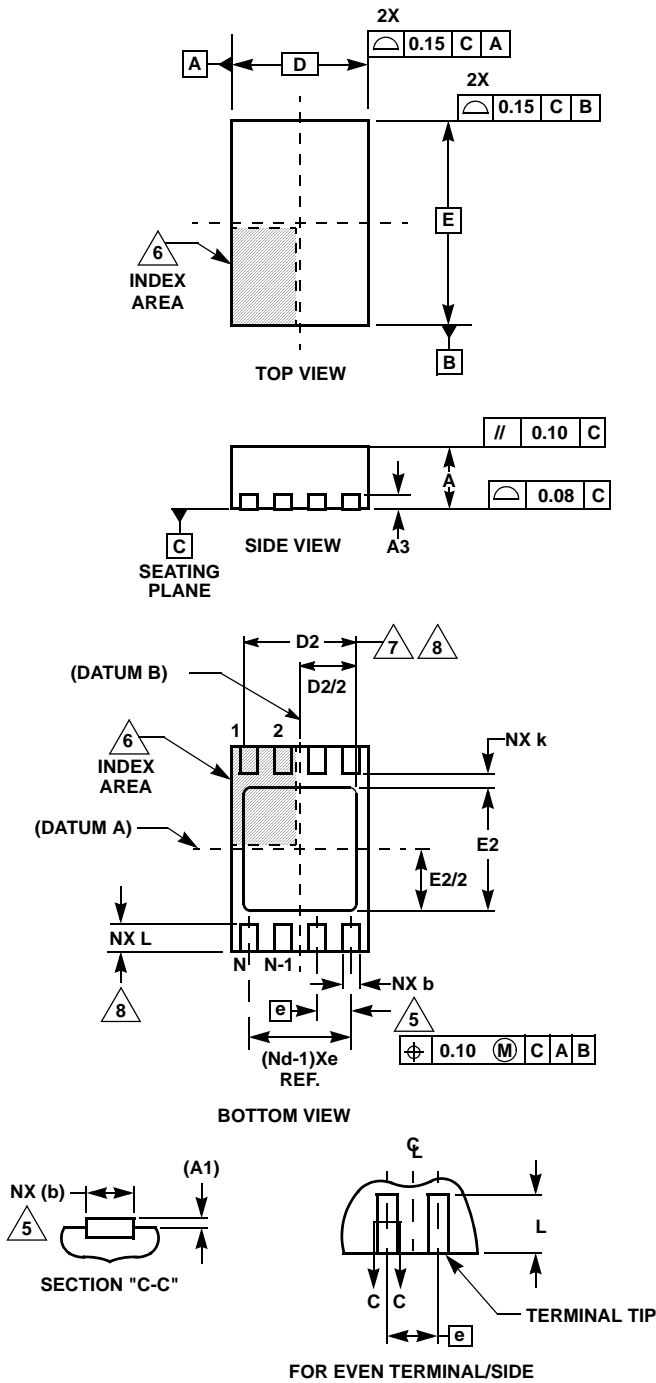 2X
⌓ 0.15 C A
A D
2X
⌓ 0.15 C B
E
6
INDEX
AREA
B
TOP VIEW
// 0.10 C
A
⌓ 0.08 C
C
SIDE VIEW
A3
SEATING
PLANE
D2
7 8
(DATUM B)
D2/2
1 2
6
INDEX
AREA
NX k
(DATUM A)
E2
E2/2
NX L
N N-1
NX b
8
e
5
(Nd-1)Xe
REF.
⌖ 0.10 Ⓜ C A B
BOTTOM VIEW
(A1)
NX (b)
5
SECTION "C-C"
℄
L
C C
TERMINAL TIP
e
FOR EVEN TERMINAL/SIDE